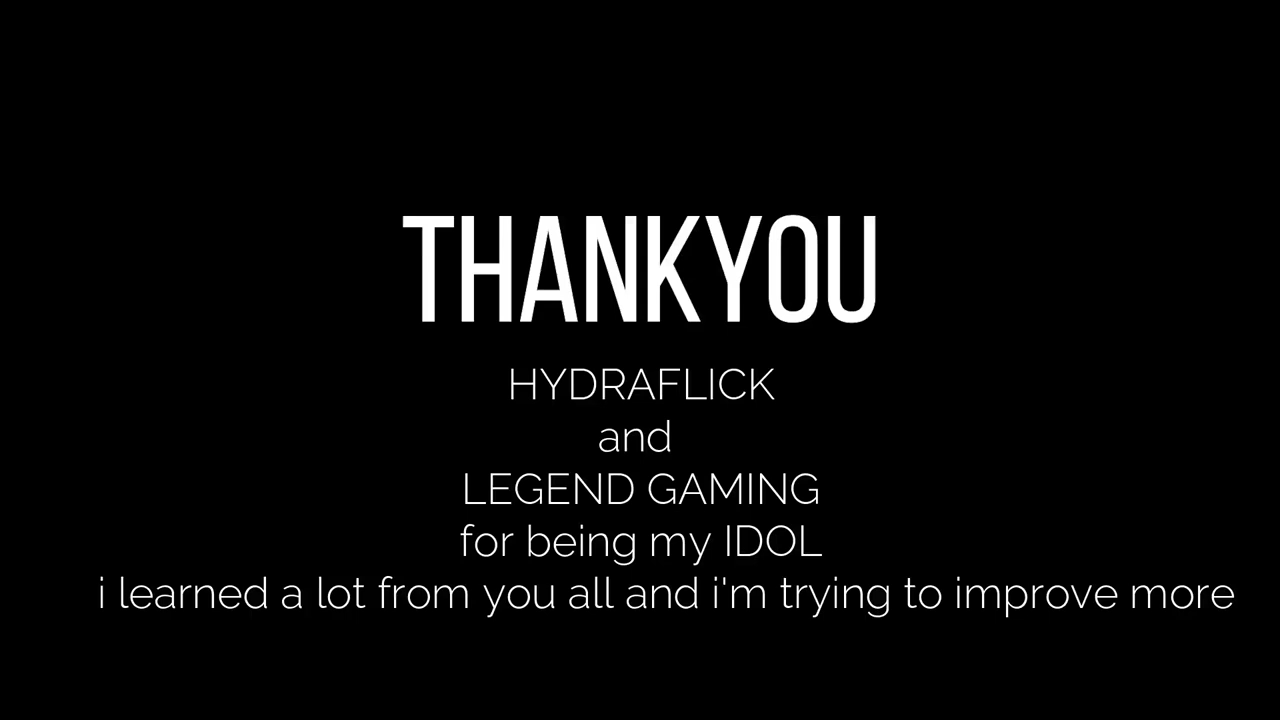 THANKYOU
HYDRAFLICK
and
LEGEND GAMING
for being my IDOL
i learned a lot from you all and i'm trying to improve more